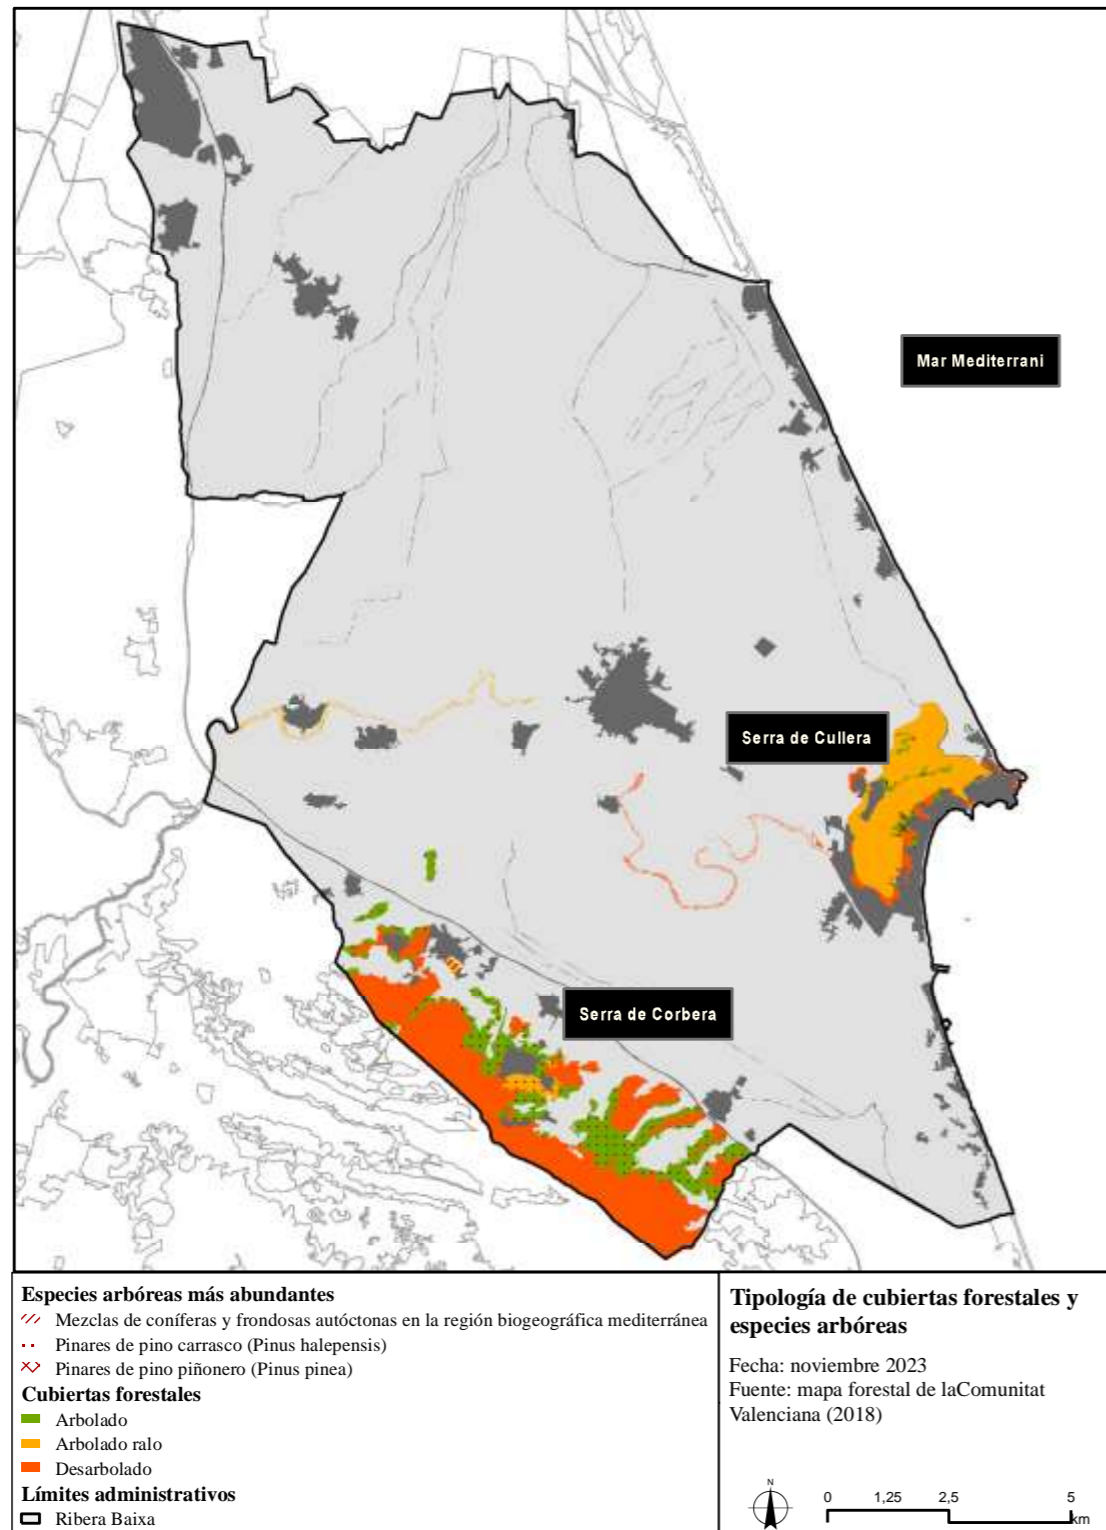 Mar Mediterrani
Serra de Cullera
Serra de Corbera
Especies arbóreas más abundantes
Mezclas de coníferas y frondosas autóctonas en la región biogeográfica mediterránea
Pinares de pino carrasco (Pinus halepensis)
Pinares de pino piñonero (Pinus pinea)
Cubiertas forestales
Arbolado
Arbolado ralo
Desarbolado
Límites administrativos
Ribera Baixa
Tipología de cubiertas forestales y
especies arbóreas
Fecha: noviembre 2023
Fuente: mapa forestal de laComunitat
Valenciana (2018)
N
0 1,25 2,5 5
km